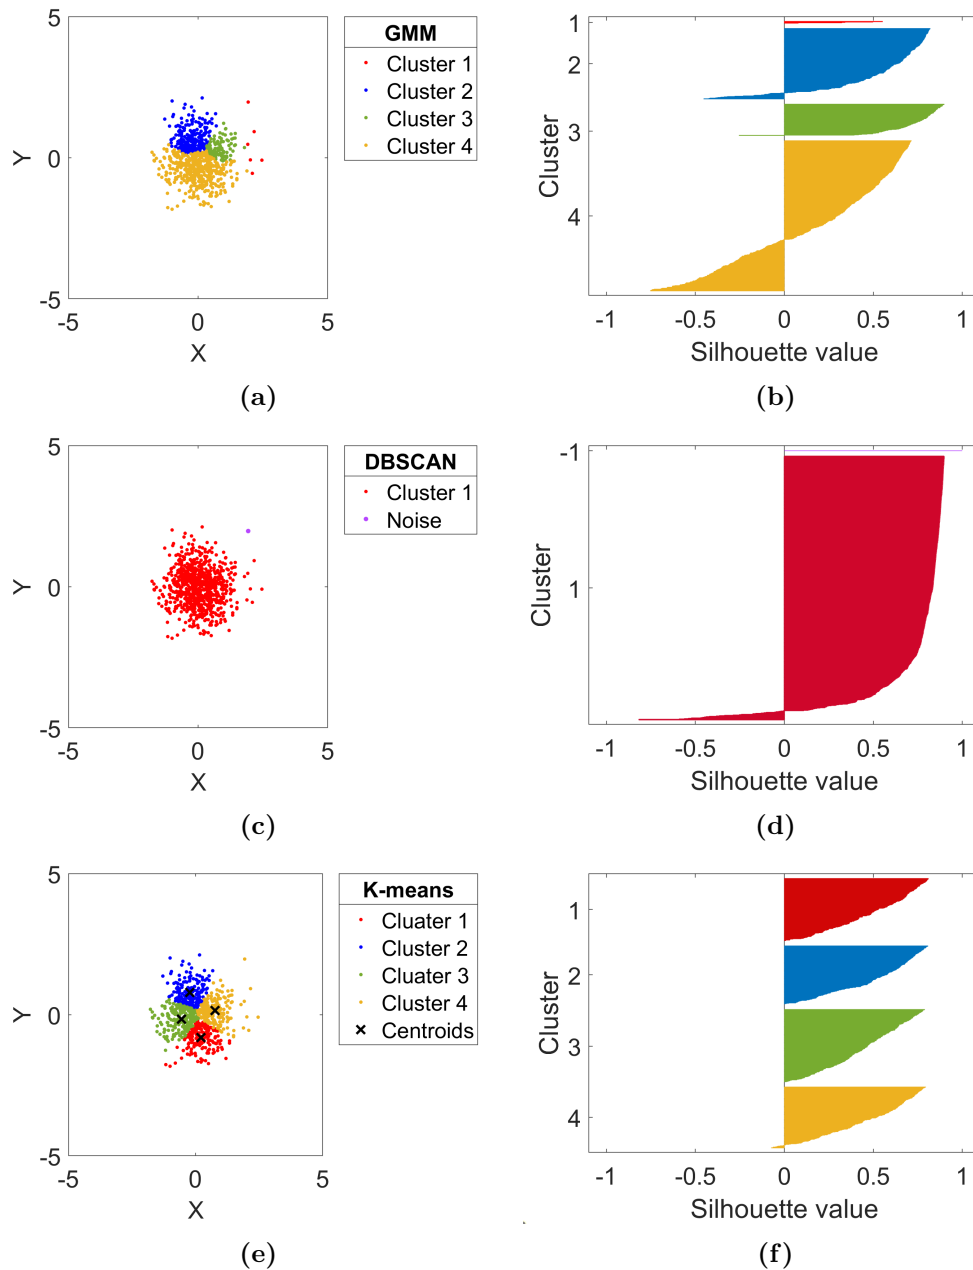 5
0
-5
Y
-5
0
5
X
GMM
Cluster 1
Cluster 2
Cluster 3
Cluster 4
(a)
1
2
3
4
Cluster
-1
-0.5
0
0.5
1
Silhouette value
(b)
5
0
-5
Y
-5
0
5
X
DBSCAN
Cluster 1
Noise
(c)
-1
1
Cluster
-1
-0.5
0
0.5
1
Silhouette value
(d)
5
0
-5
Y
-5
0
5
X
K-means
Cluater 1
Cluster 2
Cluater 3
Cluster 4
Centroids
(e)
1
2
3
4
Cluster
-1
-0.5
0
0.5
1
Silhouette value
(f)